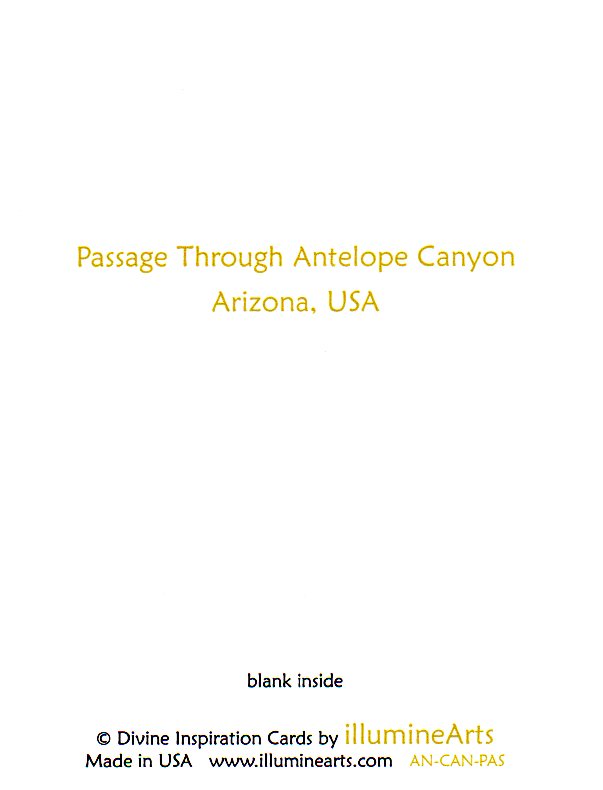 Passage Through Antelope Canyon
Arizona, USA
blank inside
© Divine Inspiration Cards by illumineArts
Made in USA www.illuminearts.com AN-CAN-PAS